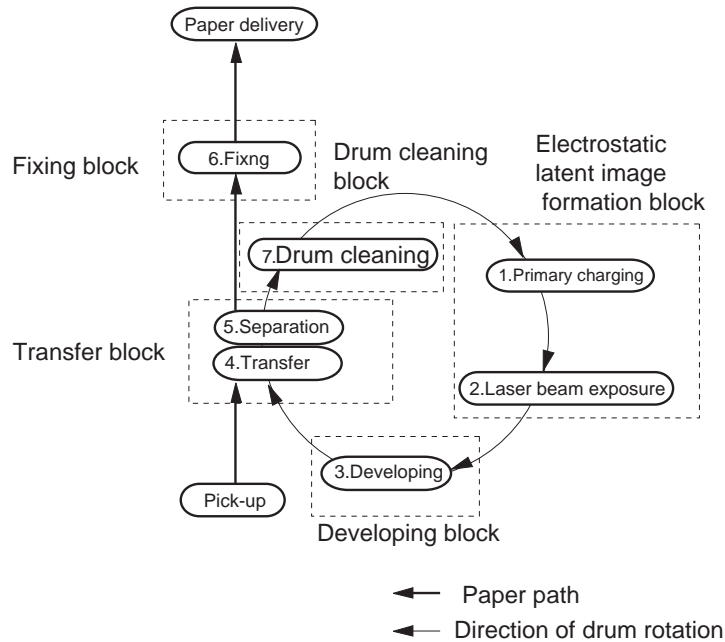 Paper delivery
Fixing block
6.Fixng
Drum cleaning
block
Electrostatic
latent image
formation block
7.Drum cleaning
1.Primary charging
Transfer block
5.Separation
4.Transfer
2.Laser beam exposure
3.Developing
Pick-up
Developing block
Paper path
Direction of drum rotation